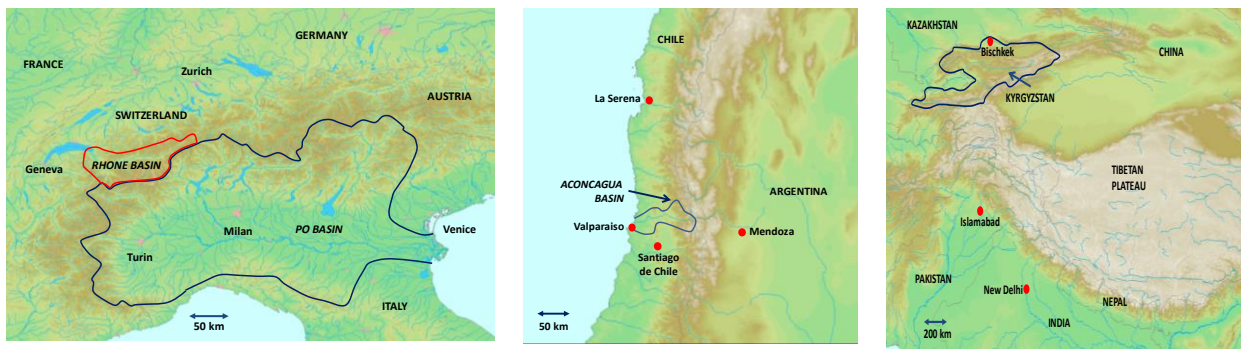 GERMANY
FRANCE
Zurich
AUSTRIA
SWITZERLAND
RHONE BASIN
Geneva
Milan
PO BASIN
Venice
Turin
ITALY
50 km
CHILE
La Serena
ACONCAGUA
BASIN
ARGENTINA
Valparaiso
Mendoza
Santiago
de Chile
50 km
KAZAKHSTAN
Bischkek
CHINA
KYRGYZSTAN
TIBETAN
PLATEAU
Islamabad
PAKISTAN
New Delhi
NEPAL
INDIA
200 km